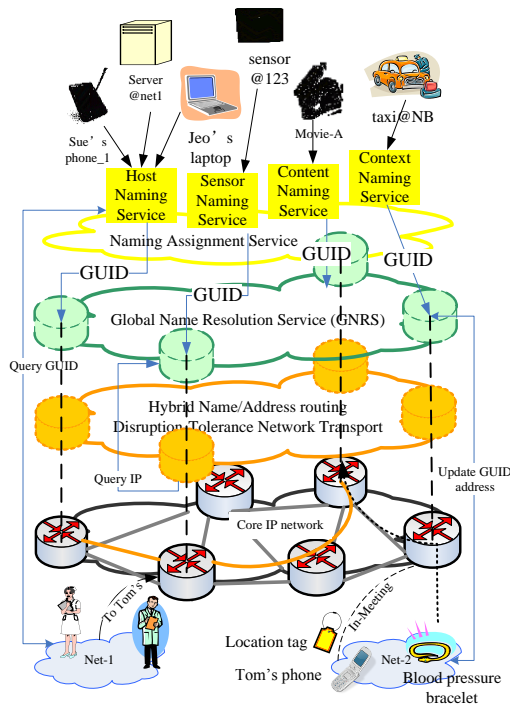 sensor
@123
Server
@net1
Sue's
phone_1
Jeo's
laptop
Movie-A
taxi@NB
Host
Naming
Service
Sensor
Naming
Service
Content
Naming
Service
Context
Naming
Service
Naming Assignment Service
GUID
GUID
GUID
GUID
Global Name Resolution Service (GNRS)
Query GUID
Hybrid Name/Address routing
Disruption-Tolerance Network Transport
Query IP
Update GUID
address
Core IP network
To Tom's
In-Meeting
Net-1
Location tag
Tom's phone
Net-2
Blood pressure
bracelet